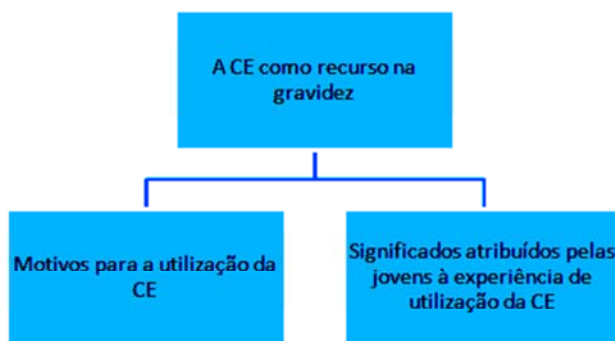 A CE como recurso na
gravidez
Motivos para a utilização da
CE
Significados atribuídos pelas
jovens à experiência de
utilização da CE